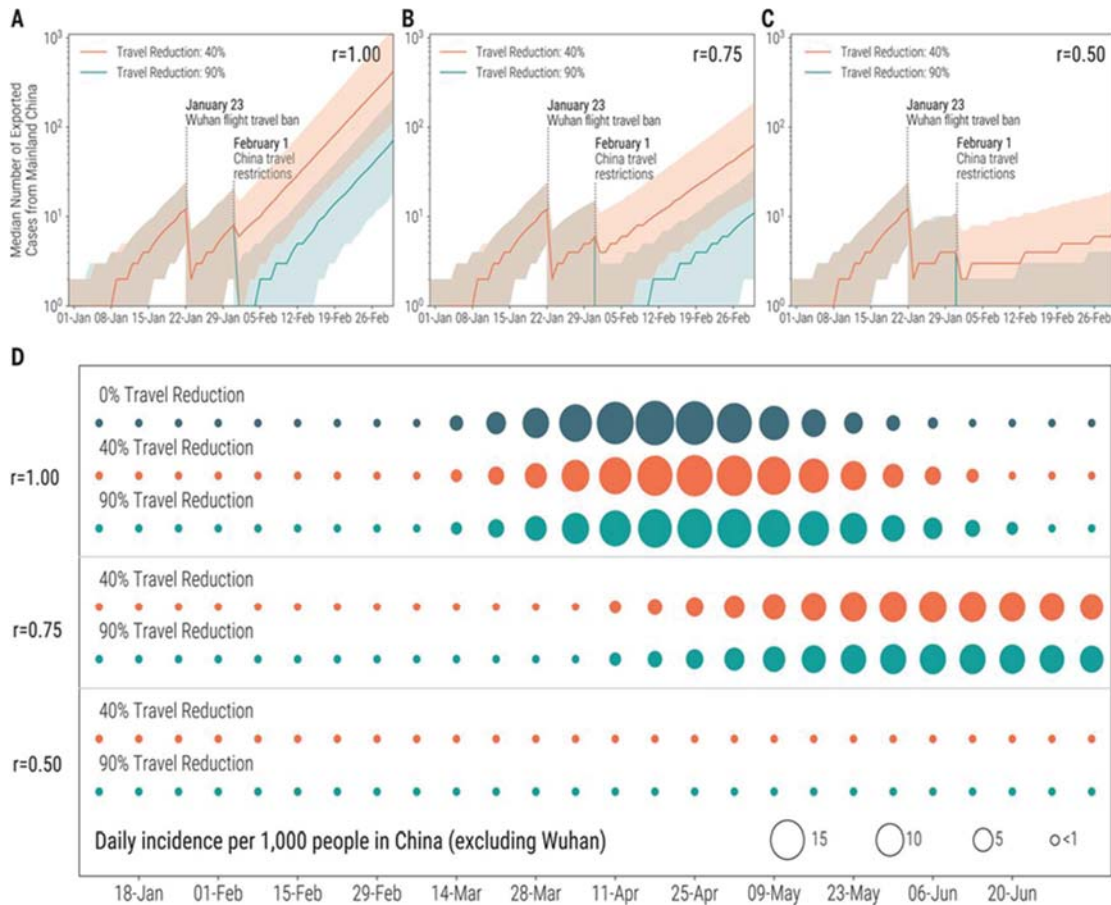 A
B
C
Median Number of Exported
Cases from Mainland China
10³
10²
10¹
10⁰
Travel Reduction: 40%
Travel Reduction: 90%
r=1.00
January 23
Wuhan flight travel ban
February 1
China travel
restrictions
01-Jan 08-Jan 15-Jan 22-Jan 29-Jan 05-Feb 12-Feb 19-Feb 26-Feb
10³
10²
10¹
10⁰
Travel Reduction: 40%
Travel Reduction: 90%
r=0.75
January 23
Wuhan flight travel ban
February 1
China travel
restrictions
01-Jan 08-Jan 15-Jan 22-Jan 29-Jan 05-Feb 12-Feb 19-Feb 26-Feb
10³
10²
10¹
10⁰
Travel Reduction: 40%
Travel Reduction: 90%
r=0.50
January 23
Wuhan flight travel ban
February 1
China travel
restrictions
01-Jan 08-Jan 15-Jan 22-Jan 29-Jan 05-Feb 12-Feb 19-Feb 26-Feb
D
0% Travel Reduction
40% Travel Reduction
r=1.00
90% Travel Reduction
40% Travel Reduction
r=0.75
90% Travel Reduction
40% Travel Reduction
r=0.50
90% Travel Reduction
Daily incidence per 1,000 people in China (excluding Wuhan) 15 10 5 <1
18-Jan 01-Feb 15-Feb 29-Feb 14-Mar 28-Mar 11-Apr 25-Apr 09-May 23-May 06-Jun 20-Jun